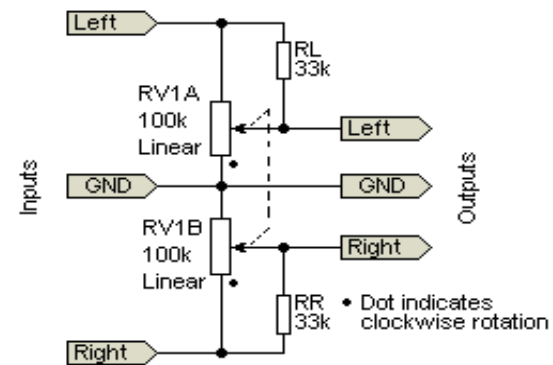 Left
RL
33k
RV1A
100k
Linear
Left
Inputs
GND
GND
Outputs
RV1B
100k
Linear
Right
RR
33k
• Dot indicates
clockwise rotation
Right